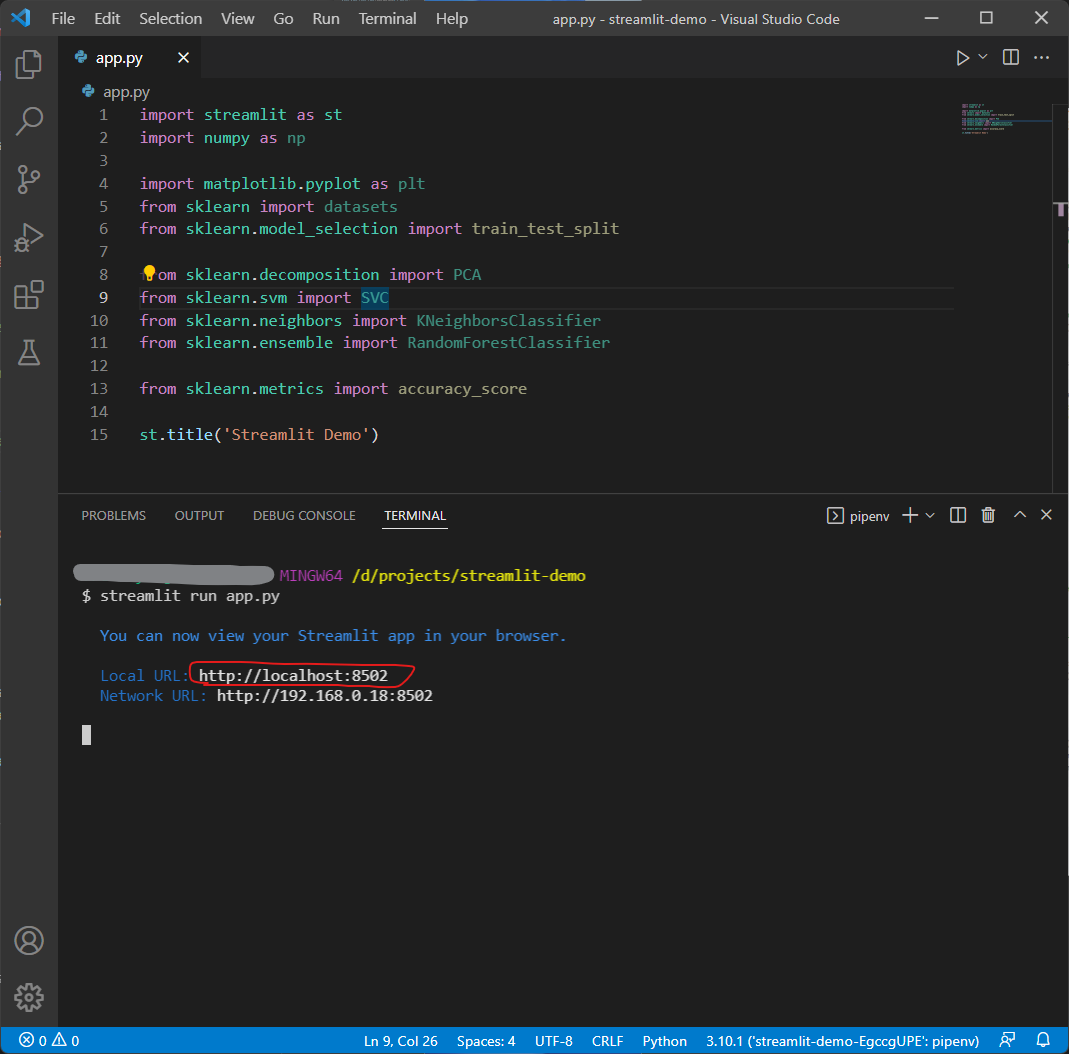 File Edit Selection View Go Run Terminal Help app.py - streamlit-demo - Visual Studio Code
app.py
app.py
1 import streamlit as st
2 import numpy as np
3
4 import matplotlib.pyplot as plt
5 from sklearn import datasets
6 from sklearn.model_selection import train_test_split
7
8 om sklearn.decomposition import PCA
9 from sklearn.svm import SVC
10 from sklearn.neighbors import KNeighborsClassifier
11 from sklearn.ensemble import RandomForestClassifier
12
13 from sklearn.metrics import accuracy_score
14
15 st.title('Streamlit Demo')
PROBLEMS OUTPUT DEBUG CONSOLE TERMINAL pipenv
MINGW64 /d/projects/streamlit-demo
$ streamlit run app.py
You can now view your Streamlit app in your browser.
Local URL: http://localhost:8502
Network URL: http://192.168.0.18:8502
0 0 Ln 9, Col 26 Spaces: 4 UTF-8 CRLF Python 3.10.1 ('streamlit-demo-EgccgUPE': pipenv)